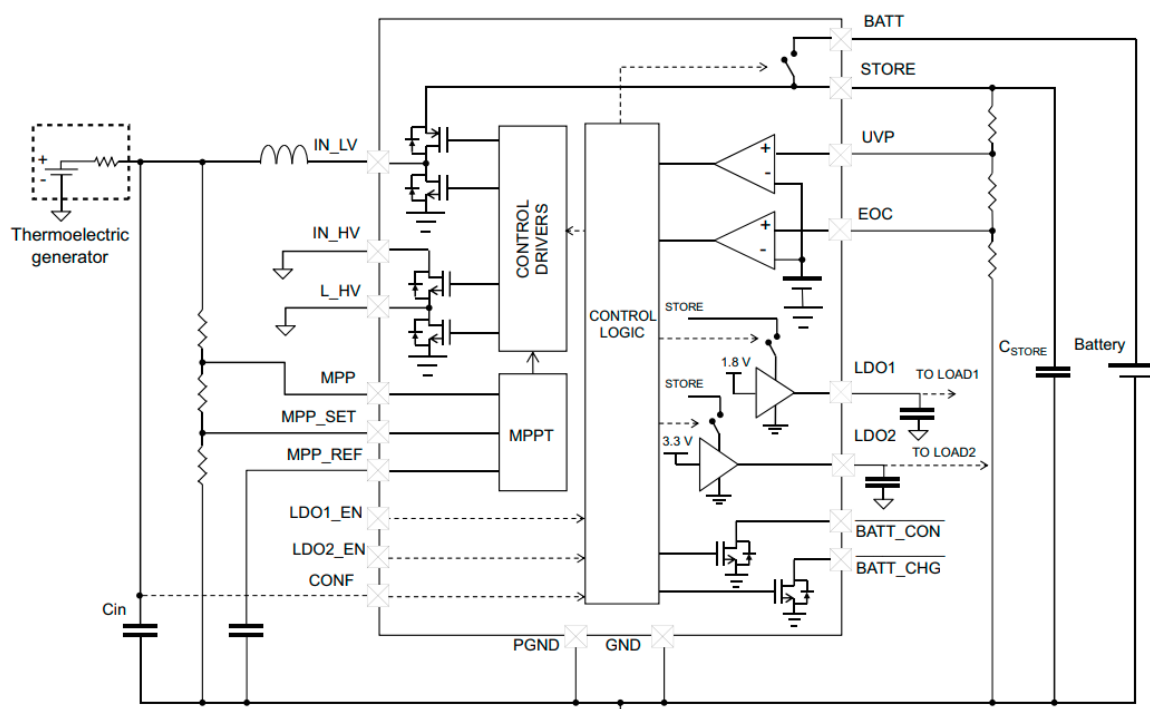 BATT
STORE
+
-
IN_LV
UVP
+
-
Thermoelectric
generator
IN_HV
CONTROL
DRIVERS
EOC
+
-
L_HV
STORE
CONTROL
LOGIC
1.8 V
CSTORE
Battery
LDO1
TO LOAD1
MPP
STORE
MPP_SET
MPPT
3.3 V
LDO2
TO LOAD2
MPP_REF
LDO1_EN
BATT_CON
LDO2_EN
BATT_CHG
CONF
Cin
PGND
GND